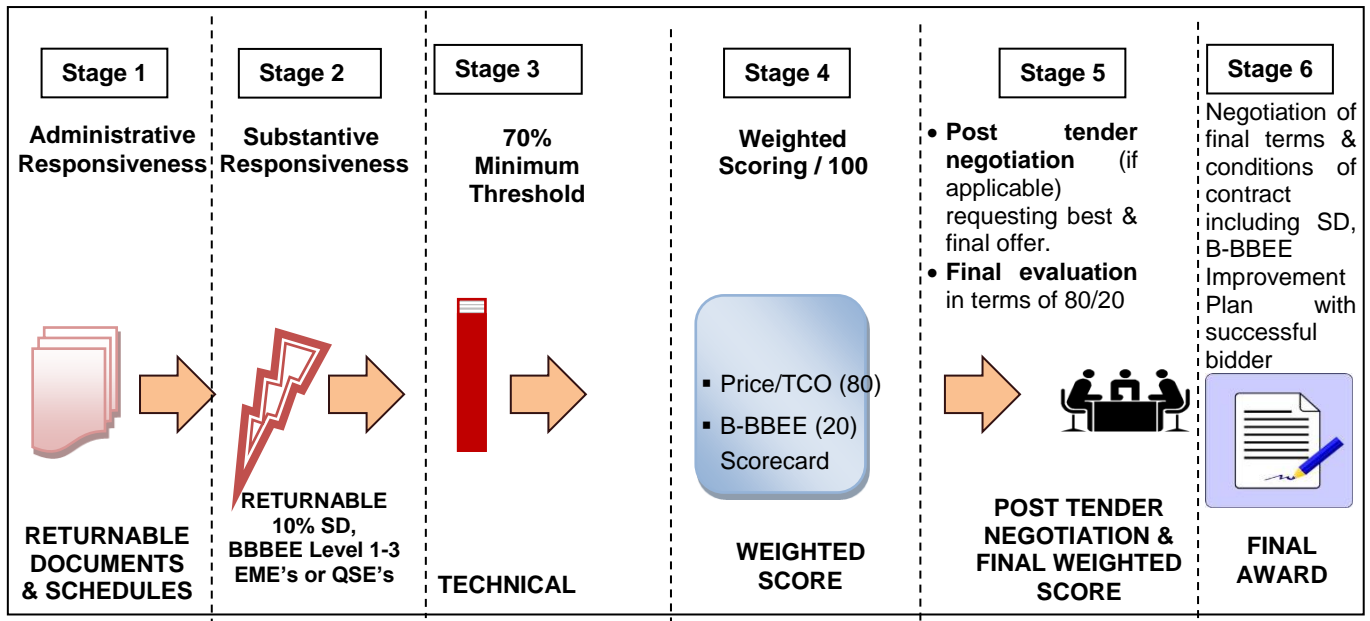 Stage 1
Administrative
Responsiveness
RETURNABLE
DOCUMENTS
& SCHEDULES
Stage 2
Substantive
Responsiveness
RETURNABLE
10% SD,
BBBEE Level 1-3
EME’s or QSE’s
Stage 3
70%
Minimum
Threshold
TECHNICAL
Stage 4
Weighted
Scoring / 100
▪ Price/TCO (80)
▪ B-BBEE (20)
Scorecard
WEIGHTED
SCORE
Stage 5
• Post tender
negotiation (if
applicable)
requesting best &
final offer.
• Final evaluation
in terms of 80/20
POST TENDER
NEGOTIATION &
FINAL WEIGHTED
SCORE
Stage 6
Negotiation of
final terms &
conditions of
contract
including SD,
B-BBEE
Improvement
Plan with
successful
bidder
FINAL
AWARD